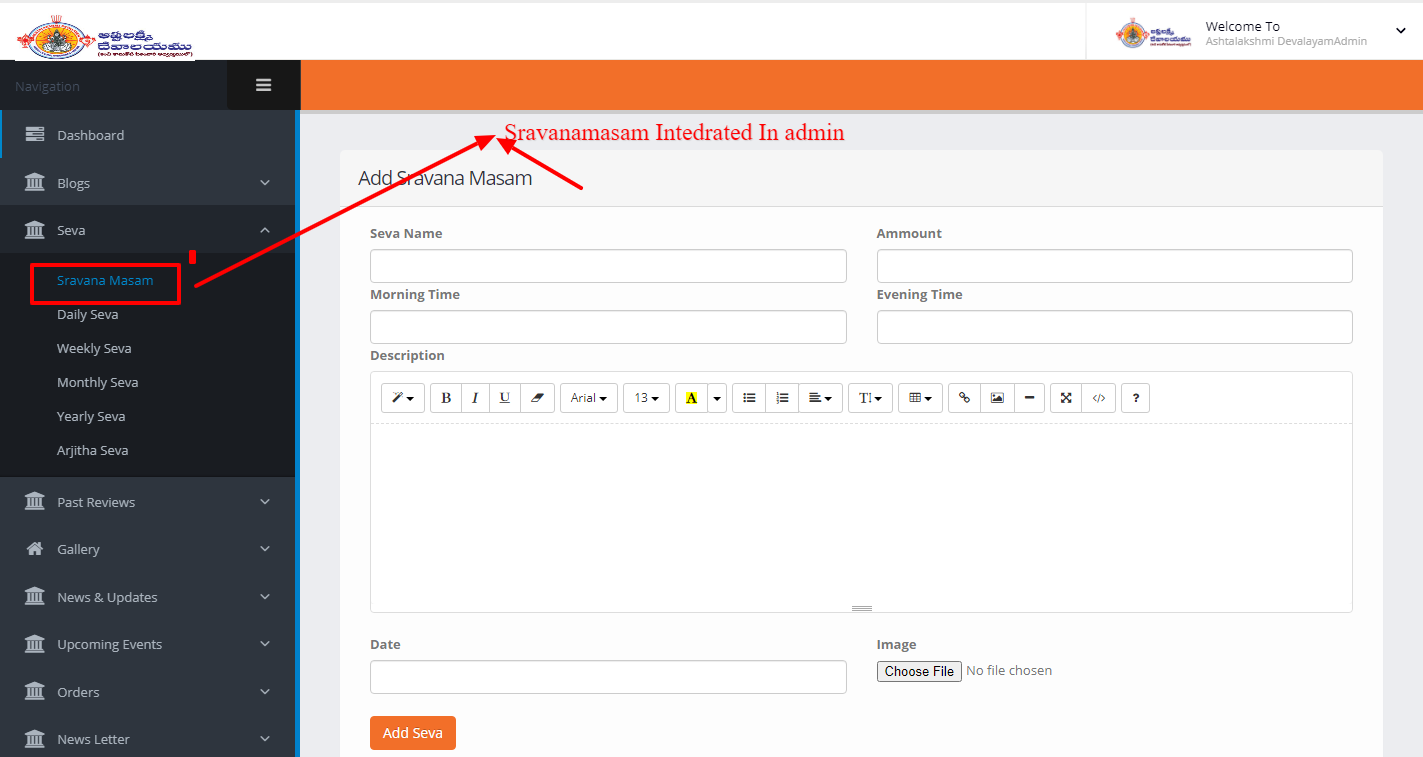 అష్టలక్ష్మి
దేవాలయము
Welcome To
Ashtalakshmi DevalayamAdmin
Navigation
Sravanamasam Intedrated In admin
Dashboard
Blogs
Seva
Sravana Masam
Daily Seva
Weekly Seva
Monthly Seva
Yearly Seva
Arjitha Seva
Past Reviews
Gallery
News & Updates
Upcoming Events
Orders
News Letter
Add Sravana Masam
Seva Name
Ammount
Morning Time
Evening Time
Description
B I U Arial 13 A TI </> ?
Date
Image
Choose File No file chosen
Add Seva